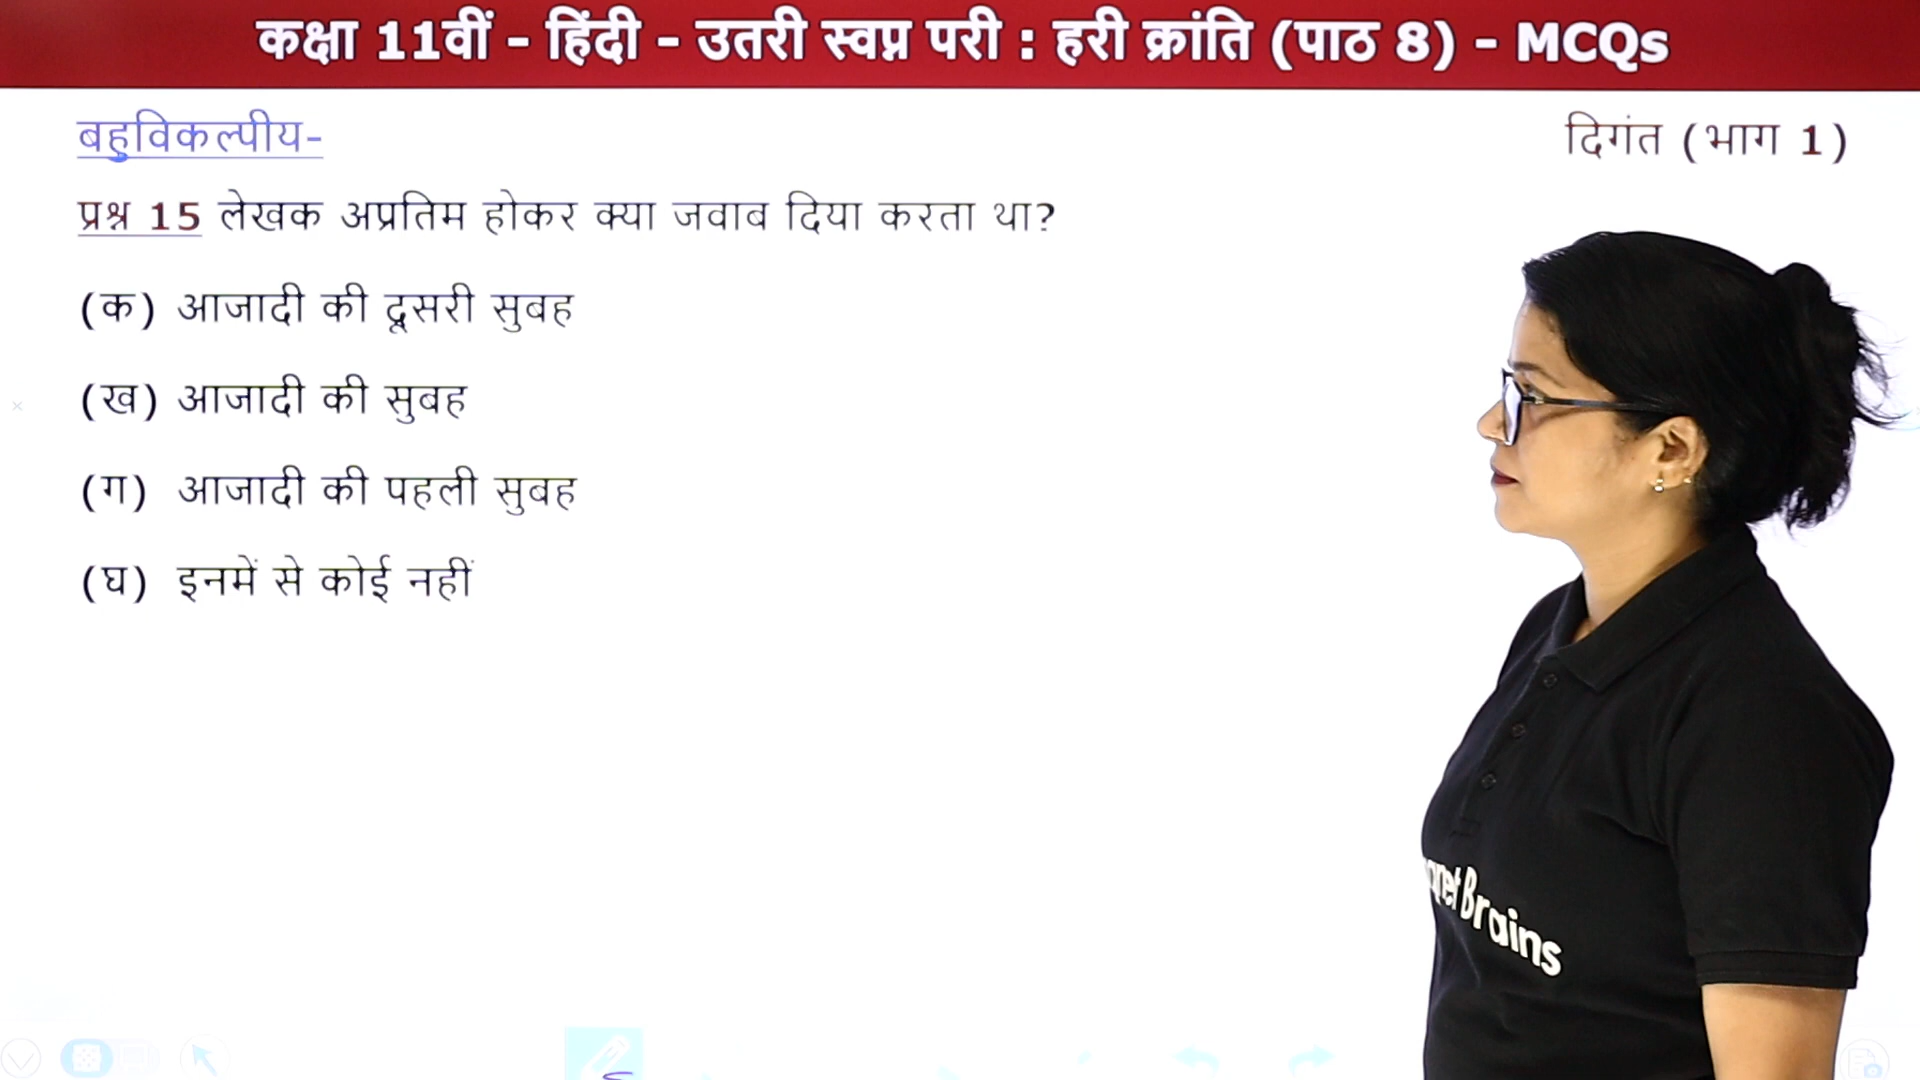 कक्षा 11वीं - हिंदी - उतरी स्वप्न परी : हरी क्रांति (पाठ 8) - MCQs
बहुविकल्पीय-
दिगंत (भाग 1)
प्रश्न 15 लेखक अप्रतिम होकर क्या जवाब दिया करता था?
(क) आजादी की दूसरी सुबह
(ख) आजादी की सुबह
(ग) आजादी की पहली सुबह
(घ) इनमें से कोई नहीं
Brains